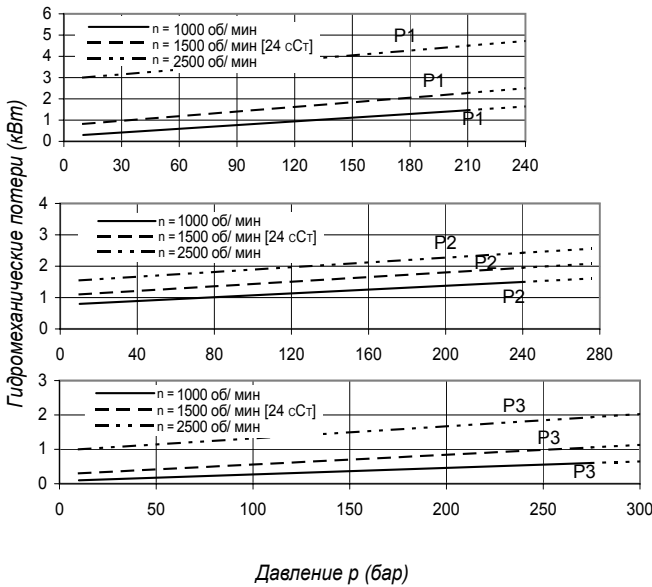 Гидромеханические потери (кВт)
6
5
4
3
2
1
0
n = 1000 об/ мин
n = 1500 об/ мин [24 сСт]
n = 2500 об/ мин
P1
P1
P1
0 30 60 90 120 150 180 210 240
4
3
2
1
0
n = 1000 об/ мин
n = 1500 об/ мин [24 сСт]
n = 2500 об/ мин
P2
P2
P2
0 40 80 120 160 200 240 280
3
2
1
0
n = 1000 об/ мин
n = 1500 об/ мин [24 сСт]
n = 2500 об/ мин
P3
P3
P3
0 50 100 150 200 250 300
Давление p (бар)